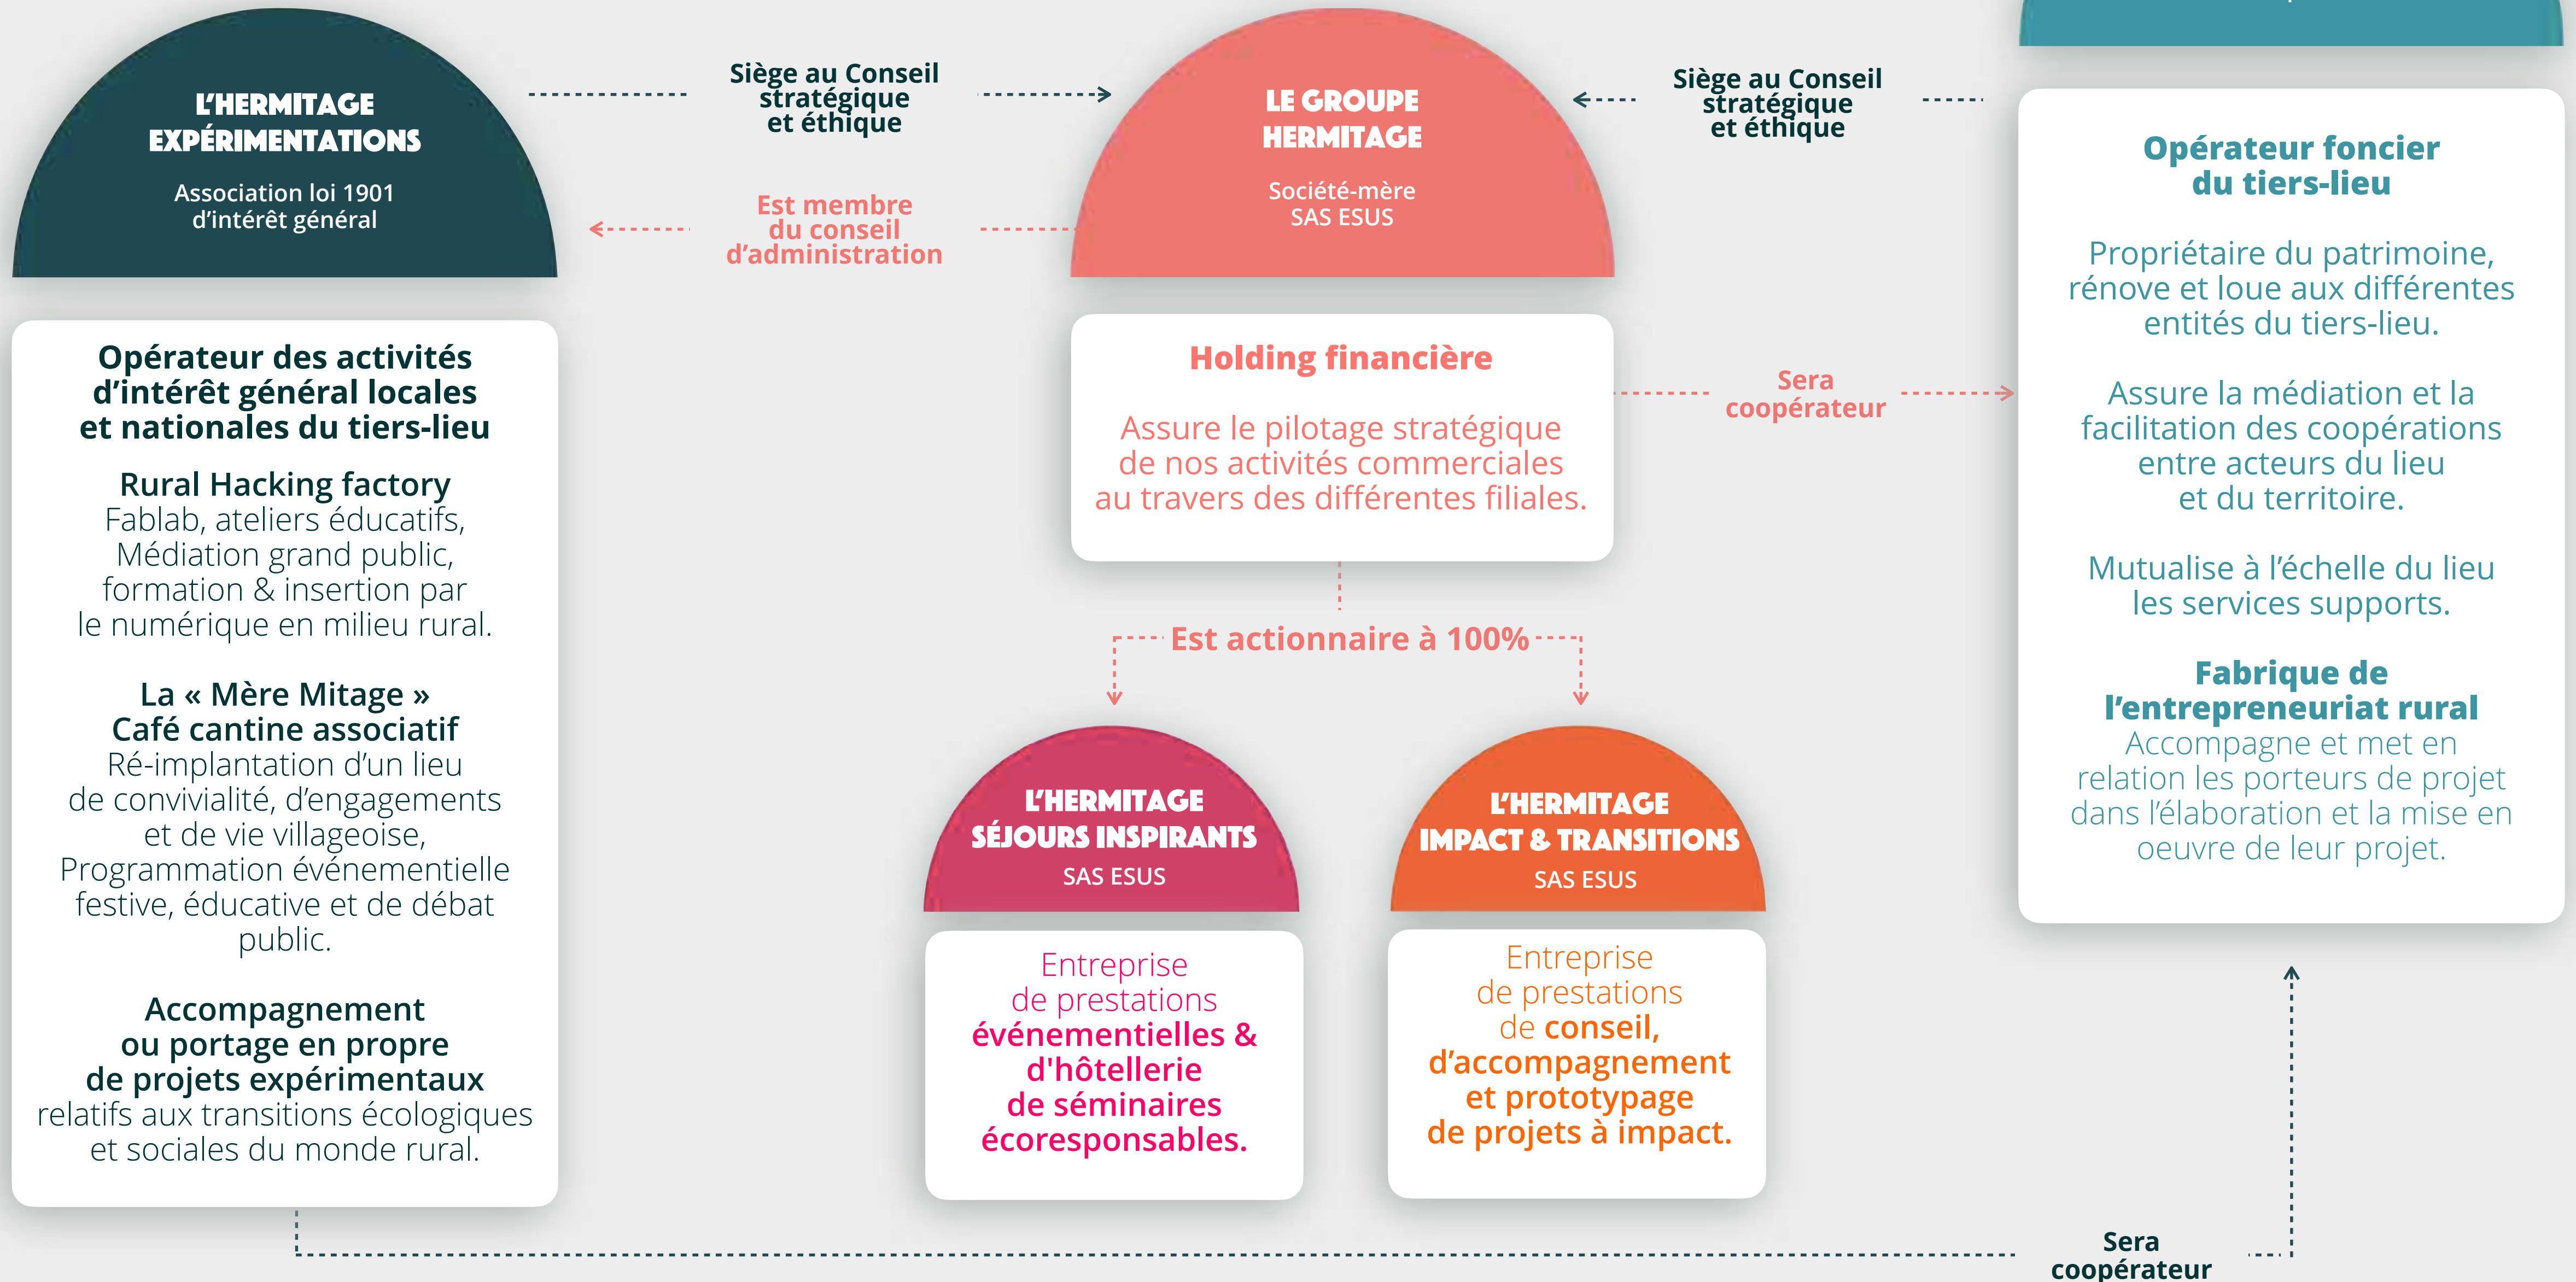 L'HERMITAGE
EXPÉRIMENTATIONS
Association loi 1901
d'intérêt général
Siège au Conseil
stratégique
et éthique
Est membre
du conseil
d'administration
LE GROUPE
HERMITAGE
Société-mère
SAS ESUS
Siège au Conseil
stratégique
et éthique
Opérateur des activités
d'intérêt général locales
et nationales du tiers-lieu
Rural Hacking factory
Fablab, ateliers éducatifs,
Médiation grand public,
formation & insertion par
le numérique en milieu rural.
La « Mère Mitage »
Café cantine associatif
Ré-implantation d'un lieu
de convivialité, d'engagements
et de vie villageoise,
Programmation événementielle
festive, éducative et de débat
public.
Accompagnement
ou portage en propre
de projets expérimentaux
relatifs aux transitions écologiques
et sociales du monde rural.
Holding financière
Assure le pilotage stratégique
de nos activités commerciales
au travers des différentes filiales.
Sera
coopérateur
Est actionnaire à 100%
L'HERMITAGE
SÉJOURS INSPIRANTS
SAS ESUS
Entreprise
de prestations
événementielles &
d'hôtellerie
de séminaires
écoresponsables.
L'HERMITAGE
IMPACT & TRANSITIONS
SAS ESUS
Entreprise
de prestations
de conseil,
d'accompagnement
et prototypage
de projets à impact.
Opérateur foncier
du tiers-lieu
Propriétaire du patrimoine,
rénove et loue aux différentes
entités du tiers-lieu.
Assure la médiation et la
facilitation des coopérations
entre acteurs du lieu
et du territoire.
Mutualise à l'échelle du lieu
les services supports.
Fabrique de
l'entrepreneuriat rural
Accompagne et met en
relation les porteurs de projet
dans l'élaboration et la mise en
oeuvre de leur projet.
Sera
coopérateur